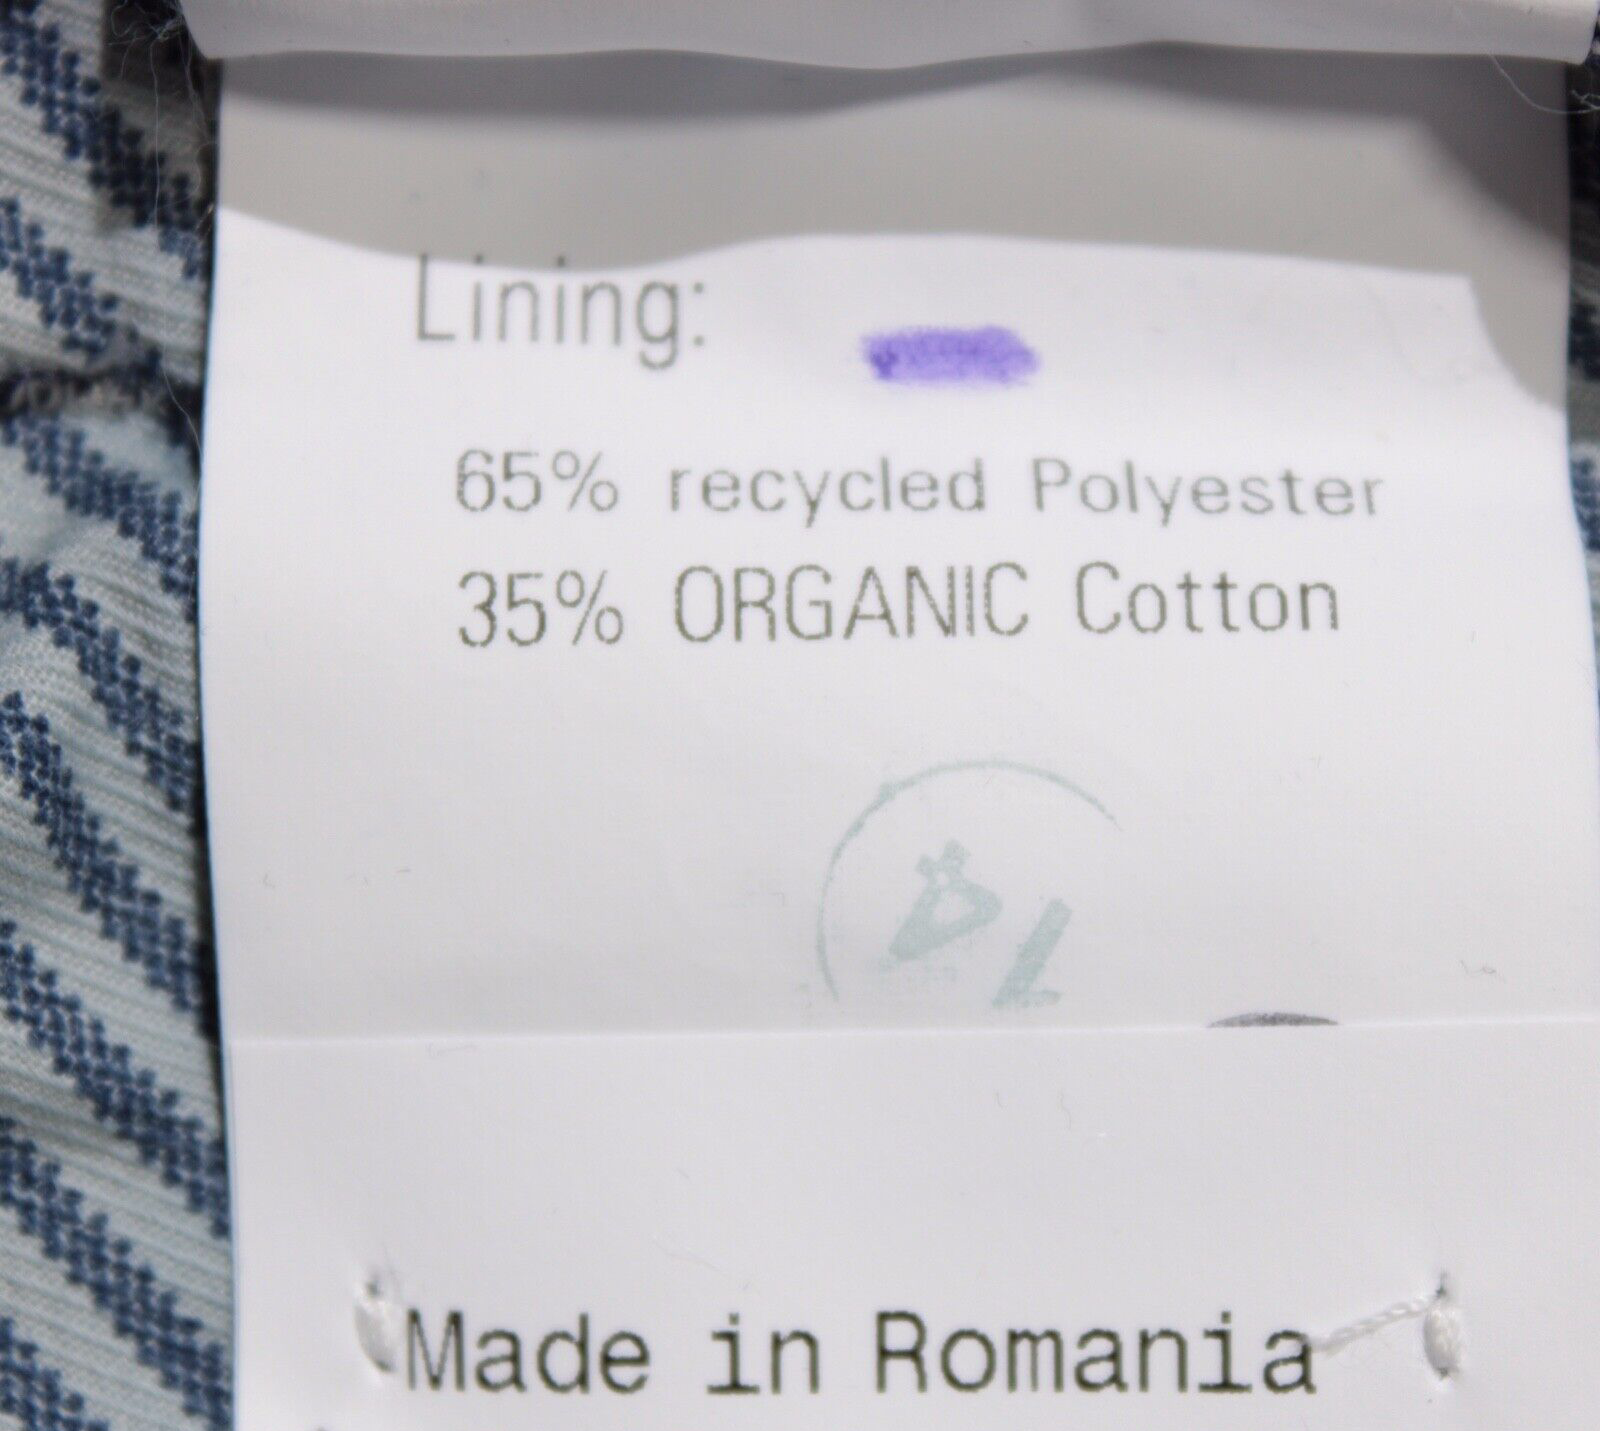 Lining:
65% recycled Polyester
35% ORGANIC Cotton
Made in Romania